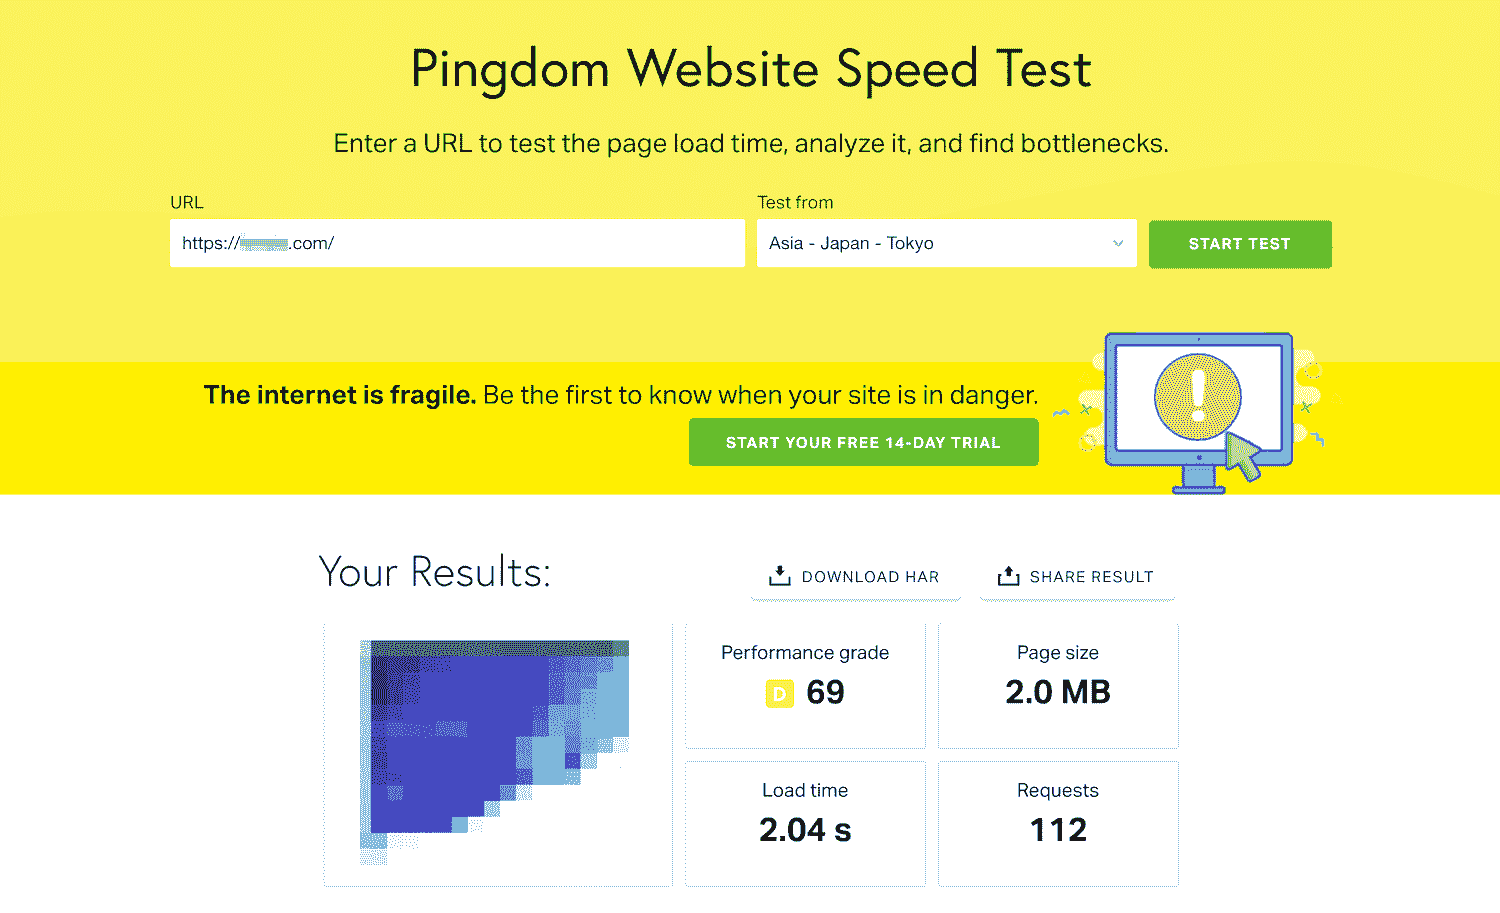 Pingdom Website Speed Test
Enter a URL to test the page load time, analyze it, and find bottlenecks.
URL
Test from
https://
.com/
Asia - Japan - Tokyo
START TEST
The internet is fragile. Be the first to know when your site is in danger.
START YOUR FREE 14-DAY TRIAL
Your Results:
DOWNLOAD HAR
SHARE RESULT
Performance grade
D 69
Page size
2.0 MB
Load time
2.04 s
Requests
112